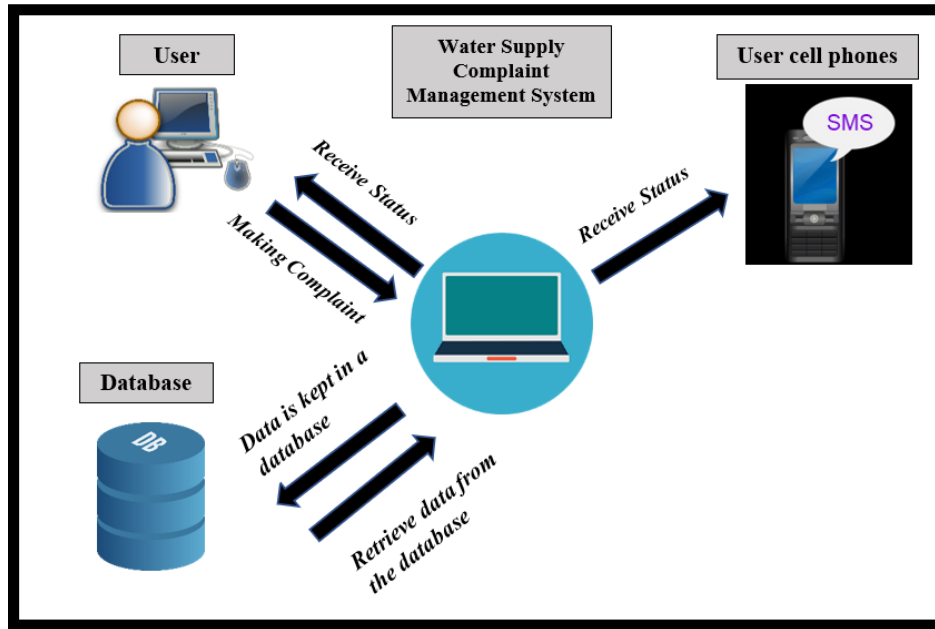 User
Water Supply
Complaint
Management System
User cell phones
SMS
Receive Status
Making Complaint
Receive Status
Database
DB
Data is kept in a
database
Retrieve data from
the database